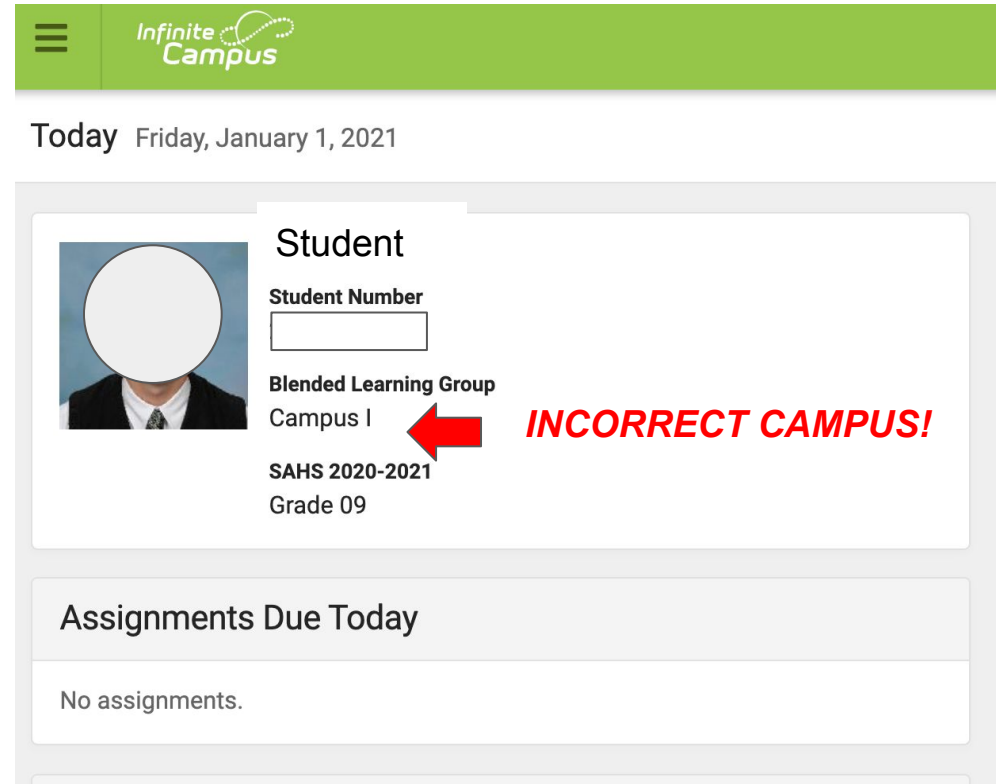 Infinite
Campus
Today Friday, January 1, 2021
Student
Student Number
Blended Learning Group
Campus I
INCORRECT CAMPUS!
SAHS 2020-2021
Grade 09
Assignments Due Today
No assignments.